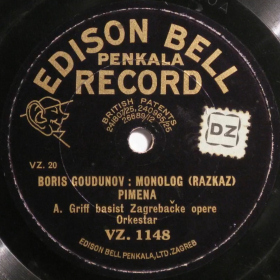 EDISON BELL
PENKALA
RECORD
BRITISH PATENTS
DZ
VZ. 20
BORIS GOUDUNOV : MONOLOG (RAZKAZ)
PIMENA
A. Griff basist Zagrebačke opere
Orkestar
VZ. 1148
EDISON BELL PENKALA, LTD. ZAGREB